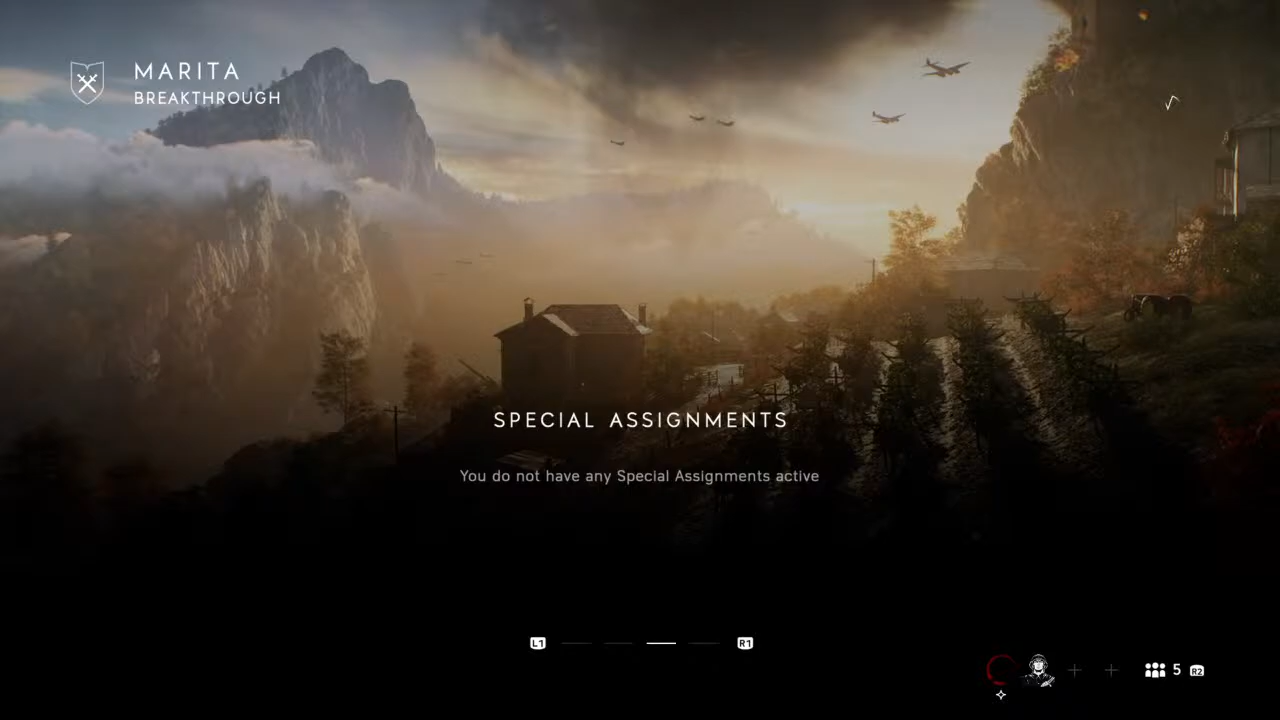 MARITA
BREAKTHROUGH
SPECIAL ASSIGNMENTS
You do not have any Special Assignments active
L1 R1
5 R2